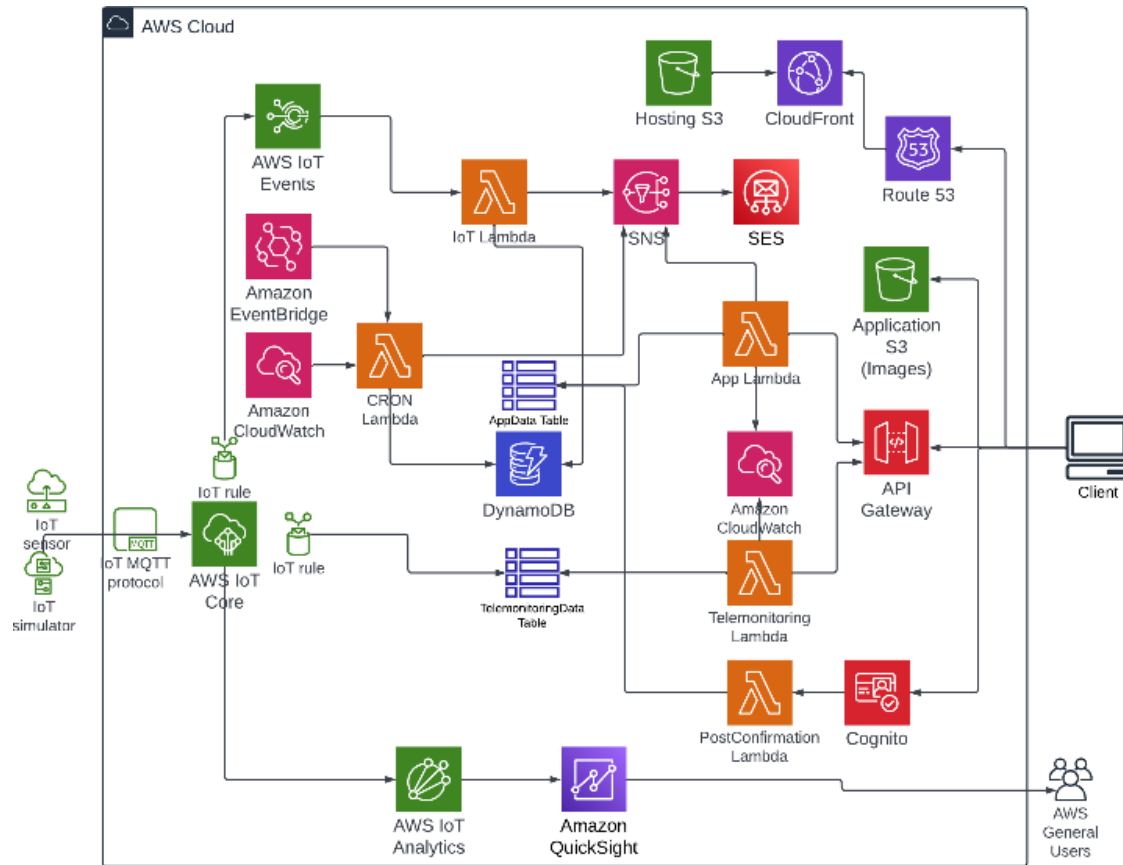 AWS Cloud
Hosting S3
CloudFront
53
Route 53
AWS IoT
Events
IoT Lambda
SNS
SES
Amazon
EventBridge
Application
S3
(Images)
CRON
Lambda
App Lambda
Amazon
CloudWatch
AppData Table
DynamoDB
Amazon
CloudWatch
API
Gateway
Client
IoT rule
IoT
sensor
MQTT
IoT MQTT
protocol
AWS IoT
Core
IoT rule
IoT
simulator
TelemonitoringData
Table
Telemonitoring
Lambda
PostConfirmation
Lambda
Cognito
AWS IoT
Analytics
Amazon
QuickSight
AWS
General
Users